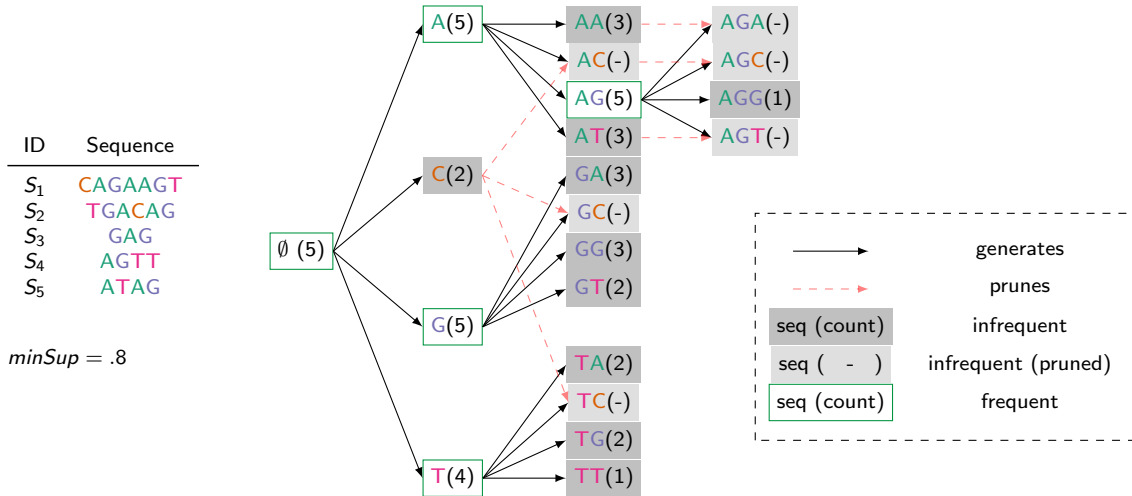 ID Sequence
S1 CAGAAGT
S2 TGACAG
S3 GAG
S4 AGTT
S5 ATAG
minSup = .8
∅ (5)
A(5)
C(2)
G(5)
T(4)
AA(3)
AC(-)
AG(5)
AT(3)
GA(3)
GC(-)
GG(3)
GT(2)
TA(2)
TC(-)
TG(2)
TT(1)
AGA(-)
AGC(-)
AGG(1)
AGT(-)
generates
prunes
seq (count) infrequent
seq ( - ) infrequent (pruned)
seq (count) frequent